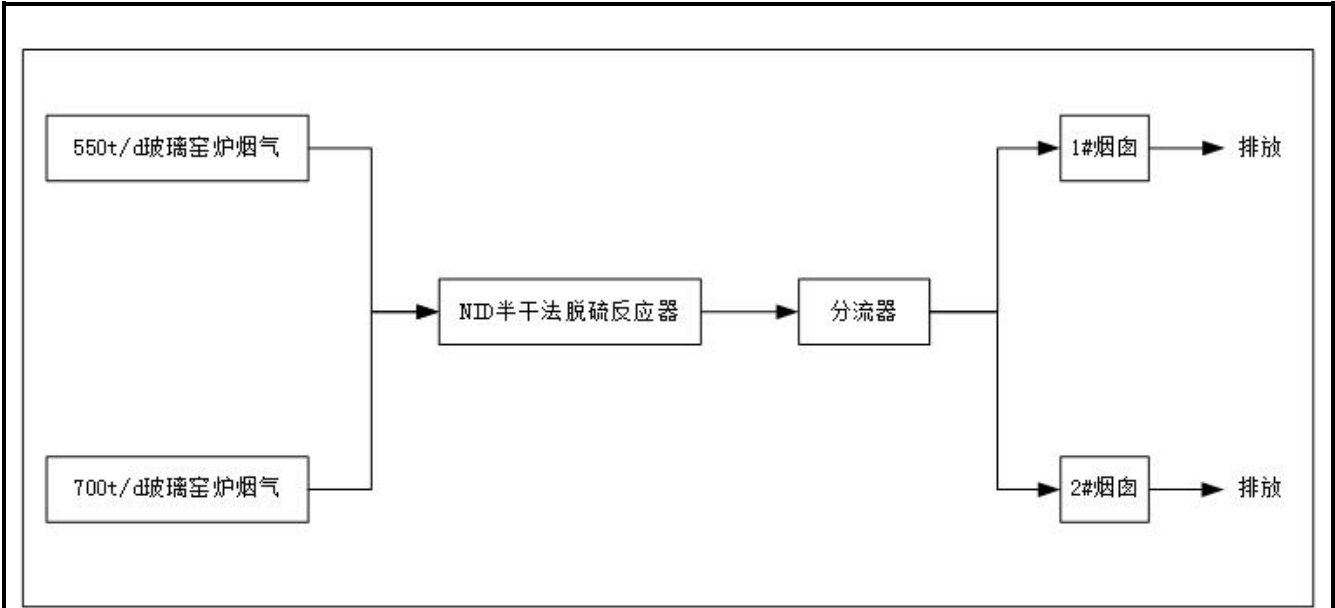 550t/d玻璃窑炉烟气
1#烟囱
排放
NID半干法脱硫反应器
分流器
700t/d玻璃窑炉烟气
2#烟囱
排放